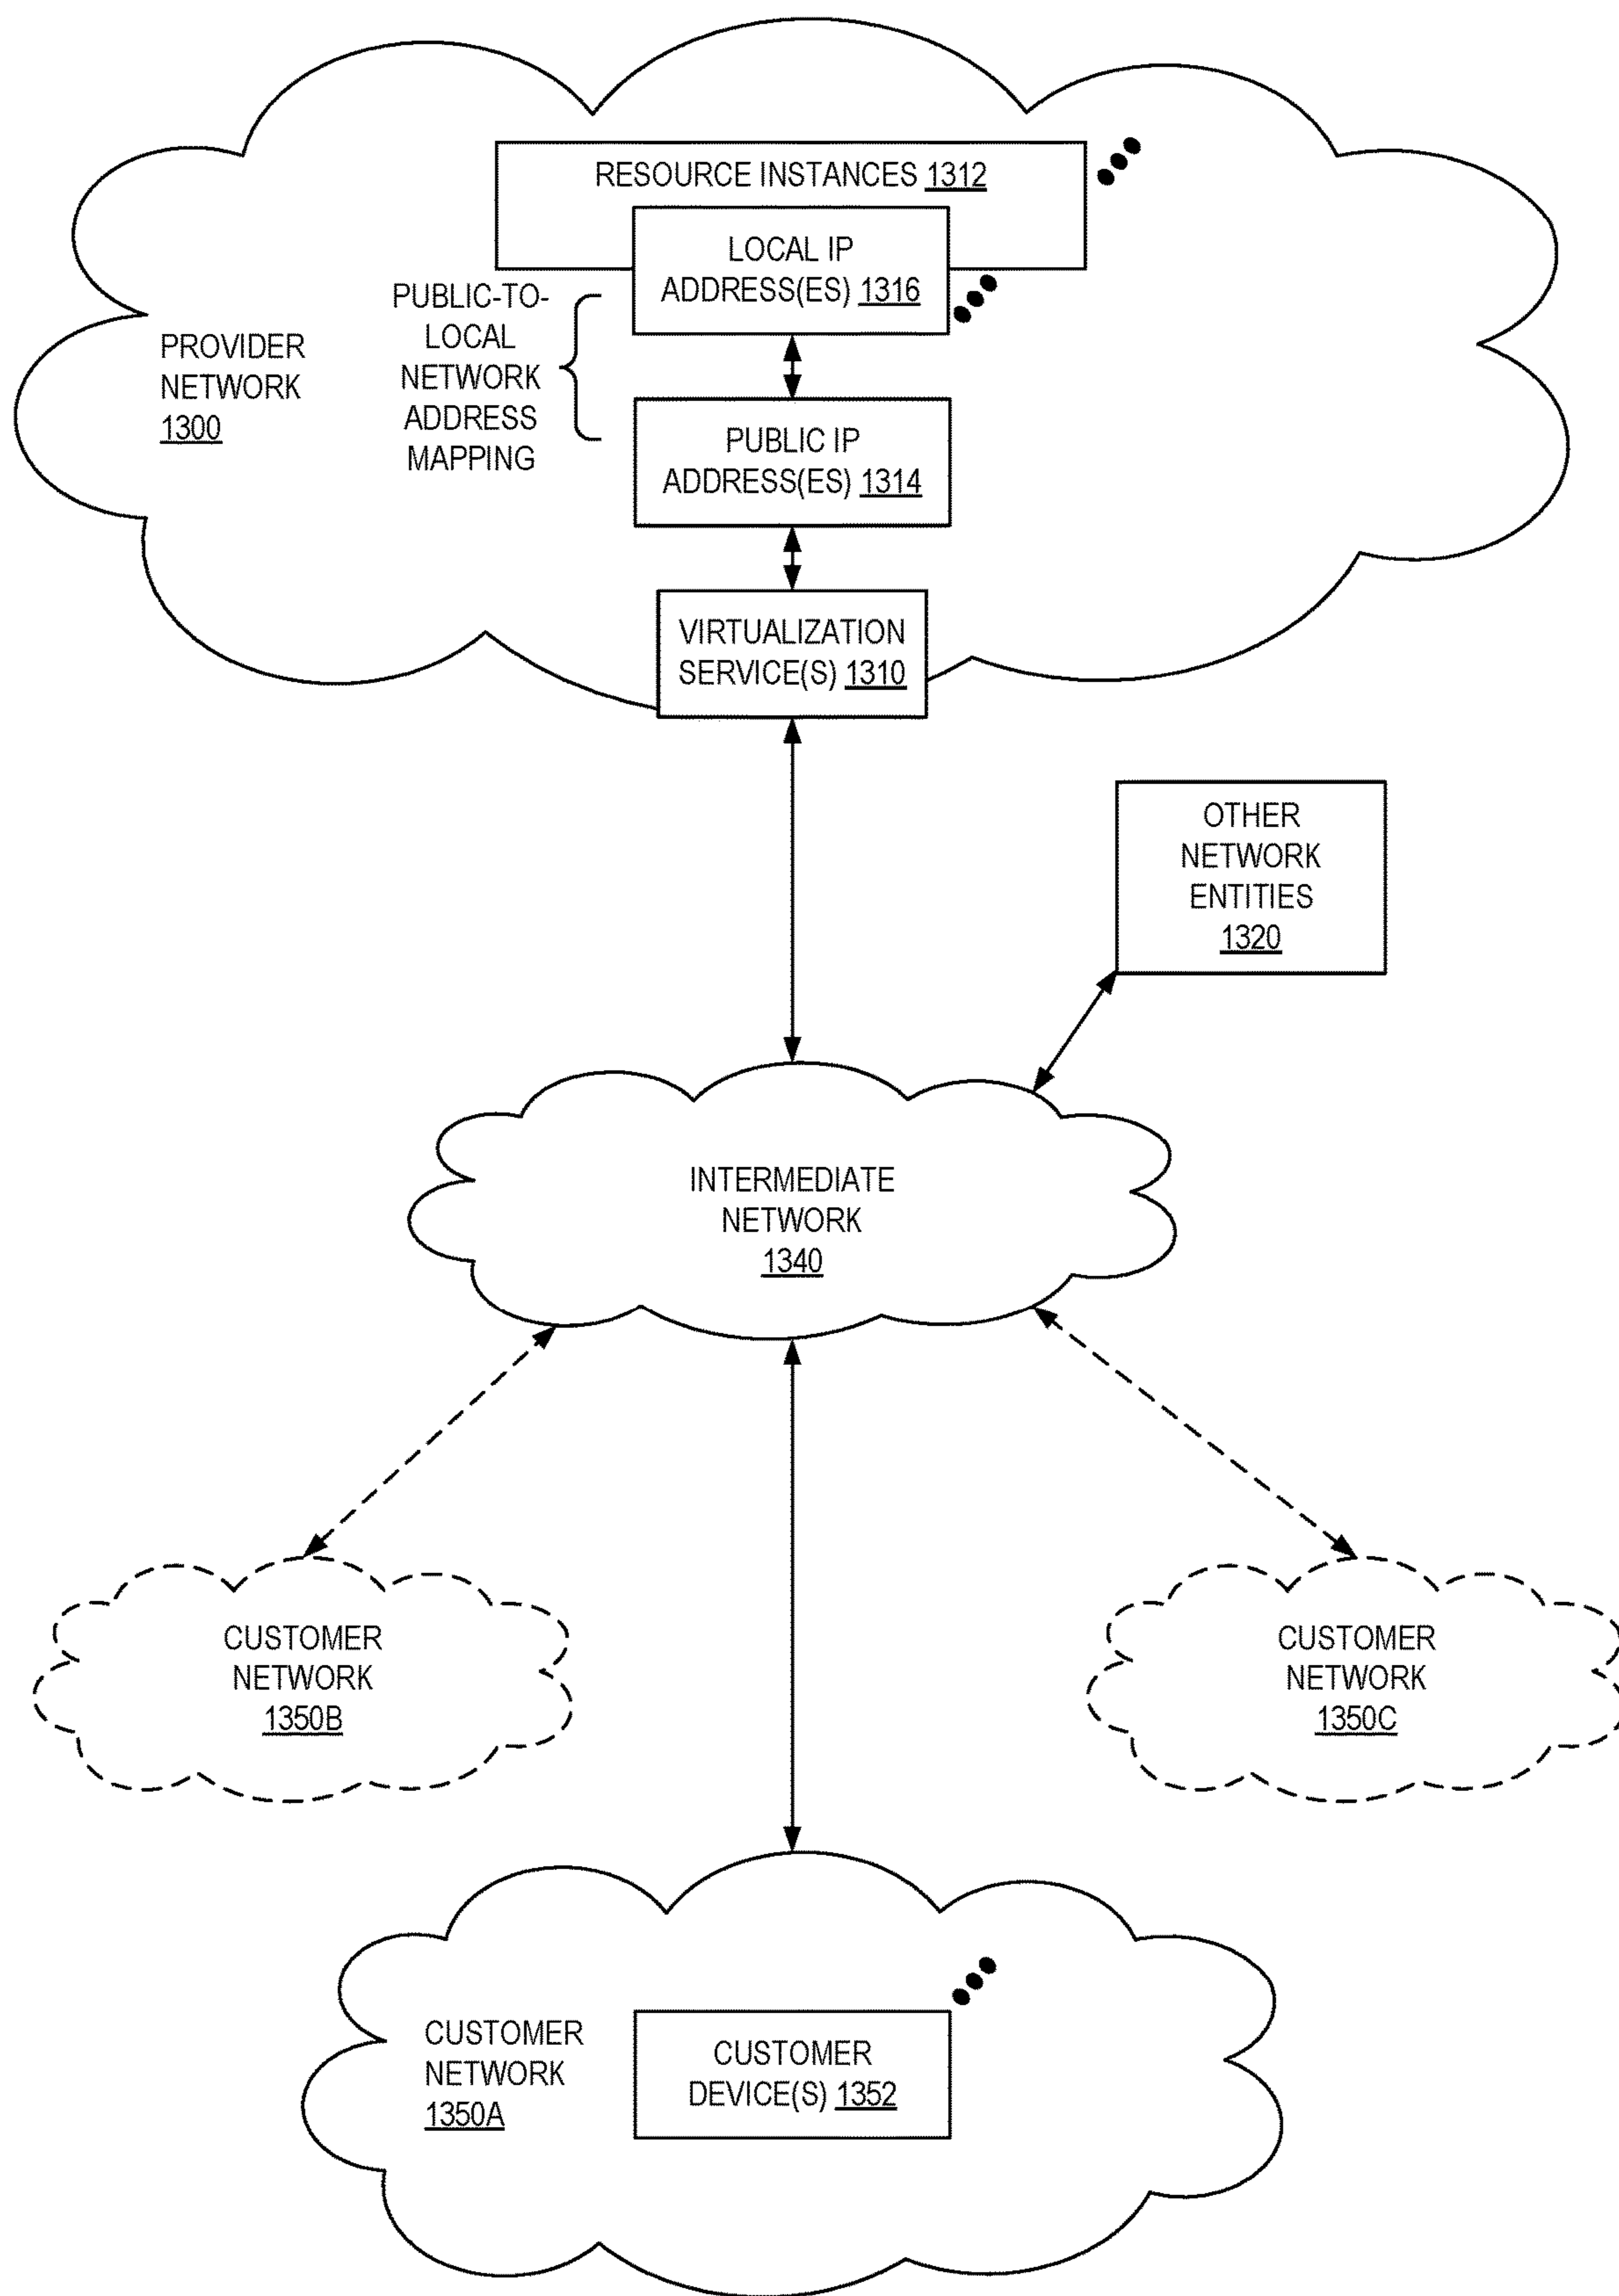 RESOURCE INSTANCES 1312
LOCAL IP
ADDRESS(ES) 1316
PUBLIC-TO-
LOCAL
NETWORK
ADDRESS
MAPPING
PROVIDER
NETWORK
1300
PUBLIC IP
ADDRESS(ES) 1314
VIRTUALIZATION
SERVICE(S) 1310
OTHER
NETWORK
ENTITIES
1320
INTERMEDIATE
NETWORK
1340
CUSTOMER
NETWORK
1350B
CUSTOMER
NETWORK
1350C
CUSTOMER
NETWORK
1350A
CUSTOMER
DEVICE(S) 1352